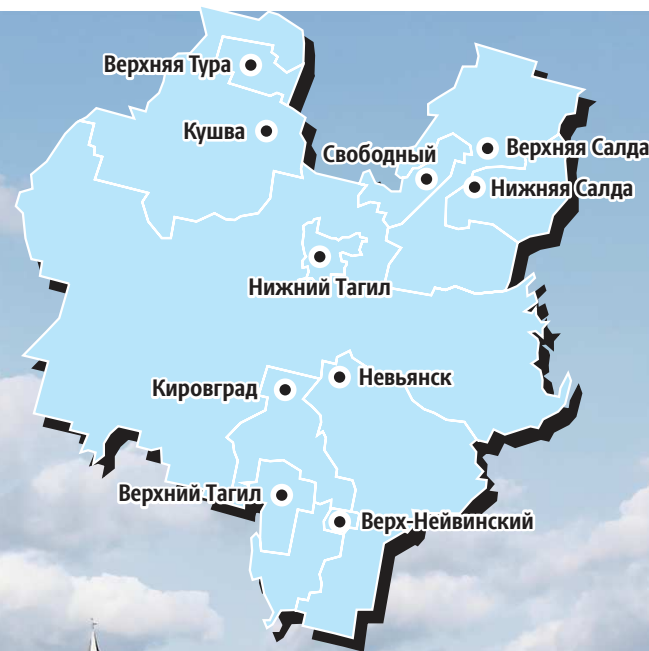 Верхняя Тура
Кушва
Свободный
Верхняя Салда
Нижняя Салда
Нижний Тагил
Кировград
Невьянск
Верхний Тагил
Верх-Нейвинский